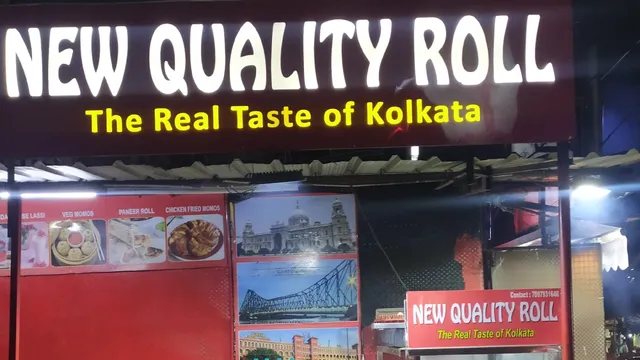 NEW QUALITY ROLL
The Real Taste of Kolkata
LASSI
VEG MOMOS
PANEER ROLL
CHICKEN FRIED MOMOS
NEW QUALITY ROLL
The Real Taste of Kolkata